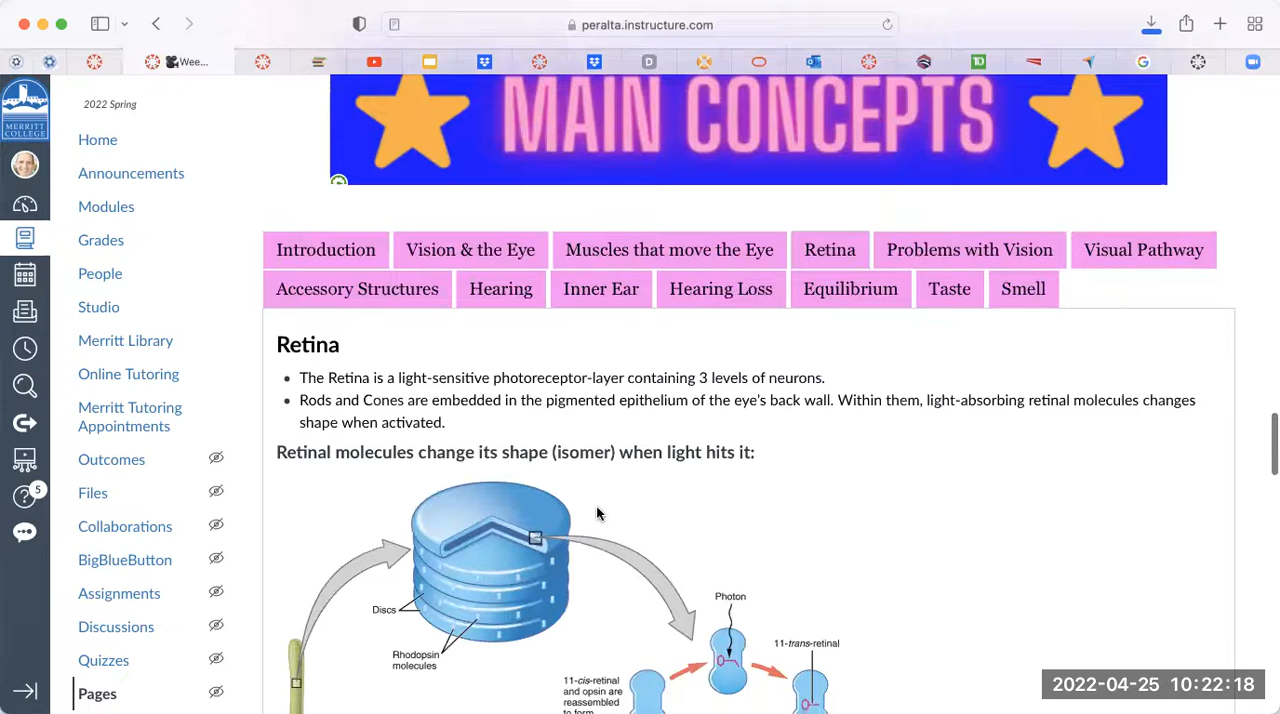 peralta.instructure.com
Wee...
MERRITT
COLLEGE
2022 Spring
Home
Announcements
Modules
Grades
People
Studio
Merritt Library
Online Tutoring
Merritt Tutoring
Appointments
Outcomes
Files
Collaborations
BigBlueButton
Assignments
Discussions
Quizzes
Pages
5
MAIN CONCEPTS
Introduction
Vision & the Eye
Muscles that move the Eye
Retina
Problems with Vision
Visual Pathway
Accessory Structures
Hearing
Inner Ear
Hearing Loss
Equilibrium
Taste
Smell
Retina
The Retina is a light-sensitive photoreceptor-layer containing 3 levels of neurons.
Rods and Cones are embedded in the pigmented epithelium of the eye's back wall. Within them, light-absorbing retinal molecules changes
shape when activated.
Retinal molecules change its shape (isomer) when light hits it:
Discs
Rhodopsin
molecules
Photon
11-trans-retinal
11-cis-retinal
and opsin are
reassembled
to form
2022-04-25 10:22:18